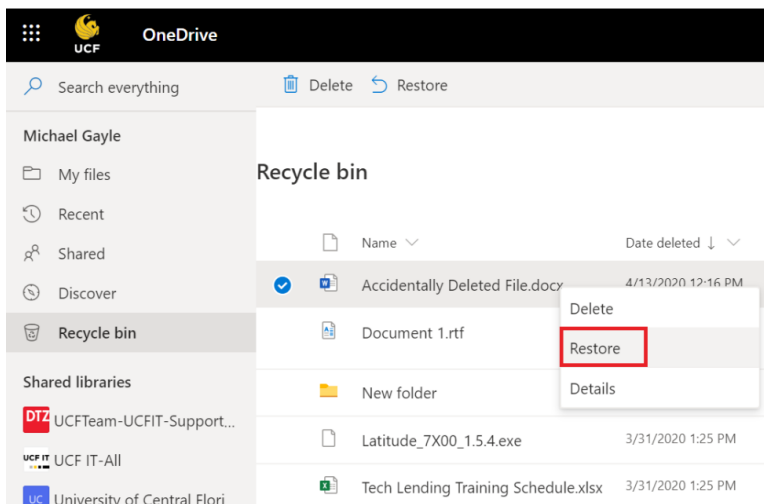 UCF
OneDrive
Search everything
Delete
Restore
Michael Gayle
My files
Recent
Shared
Discover
Recycle bin
Shared libraries
DTZ
UCFTeam-UCFIT-Support...
UCF IT
UCF IT-All
UC
University of Central Flori
Recycle bin
Name
Date deleted ↓
Accidentally Deleted File.docx
4/13/2020 12:16 PM
Document 1.rtf
New folder
Latitude_7X00_1.5.4.exe
3/31/2020 1:25 PM
Tech Lending Training Schedule.xlsx
3/31/2020 1:25 PM
Delete
Restore
Details